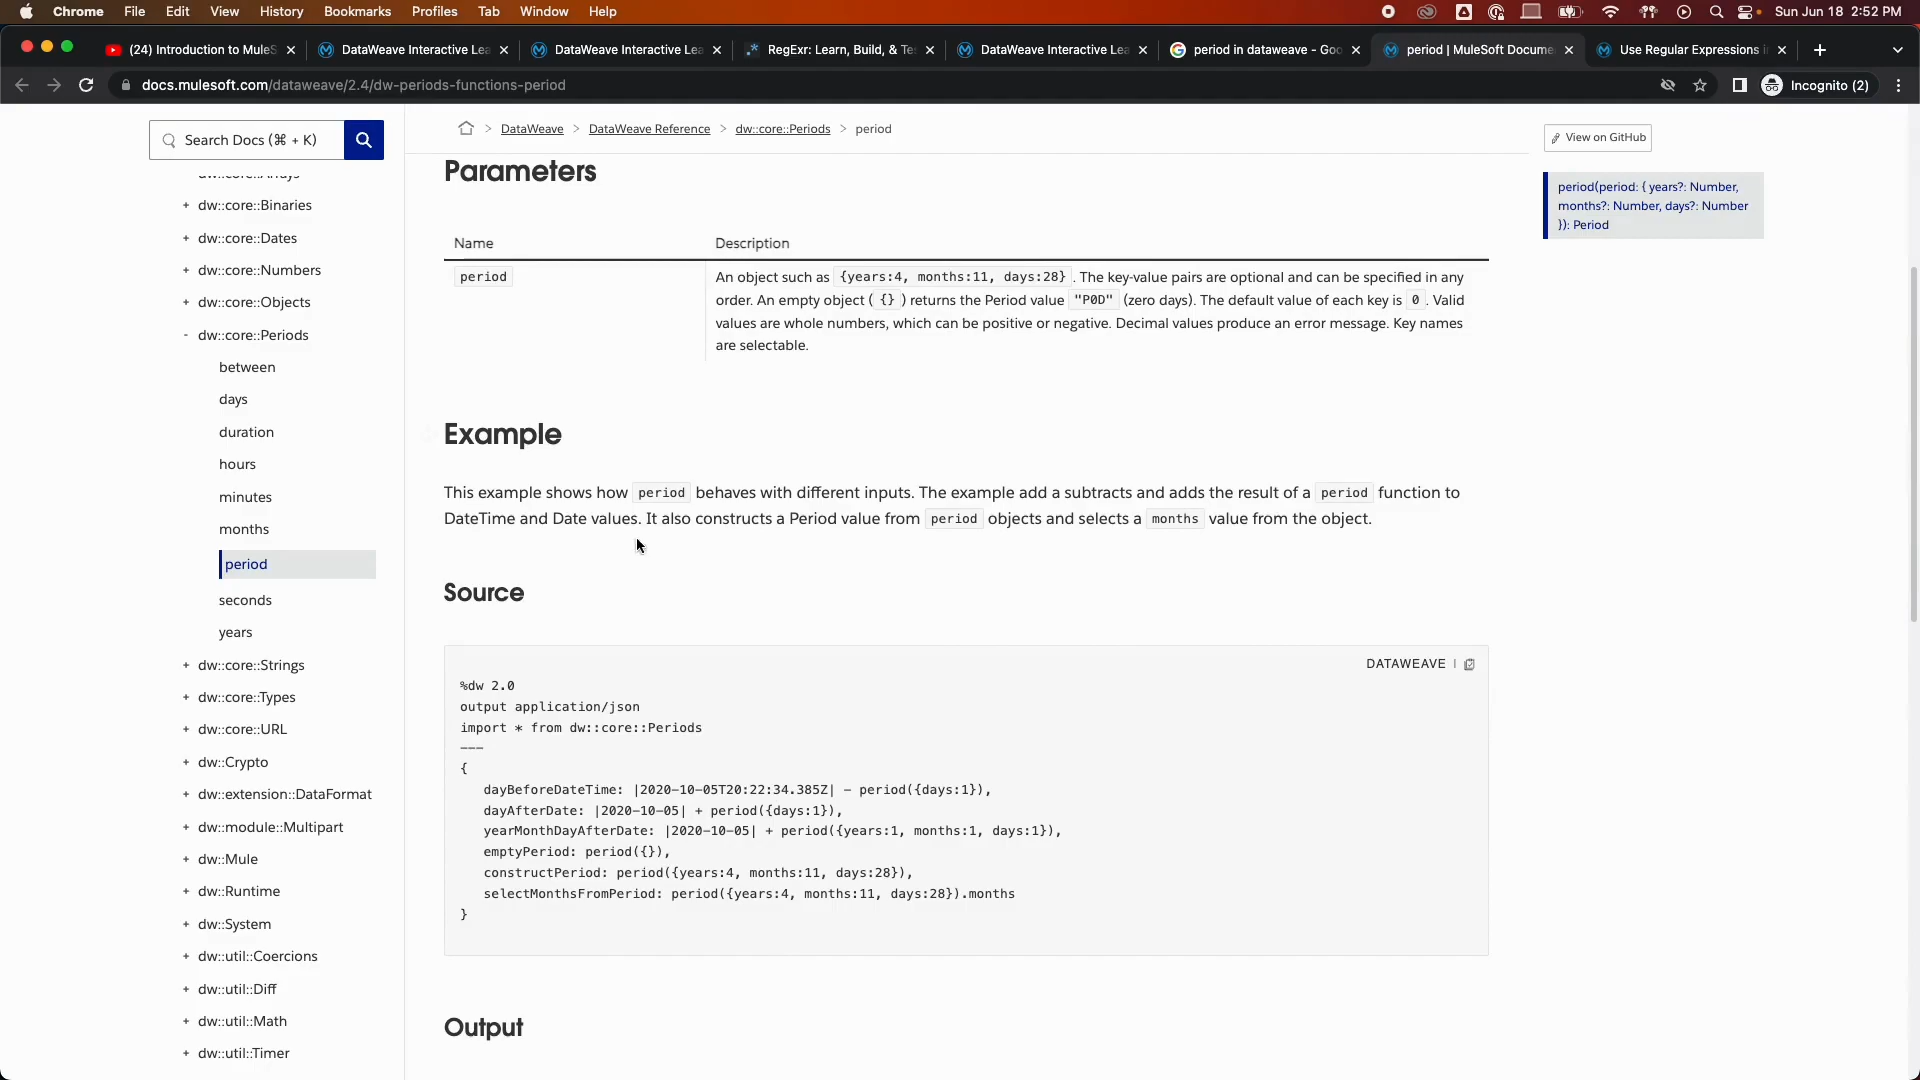 Chrome File Edit View History Bookmarks Profiles Tab Window Help Sun Jun 18 2:52 PM
(24) Introduction to MuleS DataWeave Interactive Lea DataWeave Interactive Lea RegExr: Learn, Build, & Te DataWeave Interactive Lea period in dataweave - Goo period | MuleSoft Docume Use Regular Expressions i
docs.mulesoft.com/dataweave/2.4/dw-periods-functions-period Incognito (2)
Search Docs (⌘ + K)
dw::core::Arrays
+ dw::core::Binaries
+ dw::core::Dates
+ dw::core::Numbers
+ dw::core::Objects
- dw::core::Periods
between
days
duration
hours
minutes
months
period
seconds
years
+ dw::core::Strings
+ dw::core::Types
+ dw::core::URL
+ dw::Crypto
+ dw::extension::DataFormat
+ dw::module::Multipart
+ dw::Mule
+ dw::Runtime
+ dw::System
+ dw::util::Coercions
+ dw::util::Diff
+ dw::util::Math
+ dw::util::Timer
> DataWeave > DataWeave Reference > dw::core::Periods > period
Parameters
Name Description
period An object such as {years:4, months:11, days:28} . The key-value pairs are optional and can be specified in any
order. An empty object ( {} ) returns the Period value "P0D" (zero days). The default value of each key is 0 . Valid
values are whole numbers, which can be positive or negative. Decimal values produce an error message. Key names
are selectable.
Example
This example shows how period behaves with different inputs. The example add a subtracts and adds the result of a period function to
DateTime and Date values. It also constructs a Period value from period objects and selects a months value from the object.
Source
DATAWEAVE |
%dw 2.0
output application/json
import * from dw::core::Periods
---
{
dayBeforeDateTime: |2020-10-05T20:22:34.385Z| - period({days:1}),
dayAfterDate: |2020-10-05| + period({days:1}),
yearMonthDayAfterDate: |2020-10-05| + period({years:1, months:1, days:1}),
emptyPeriod: period({}),
constructPeriod: period({years:4, months:11, days:28}),
selectMonthsFromPeriod: period({years:4, months:11, days:28}).months
}
Output
View on GitHub
period(period: { years?: Number,
months?: Number, days?: Number
}): Period